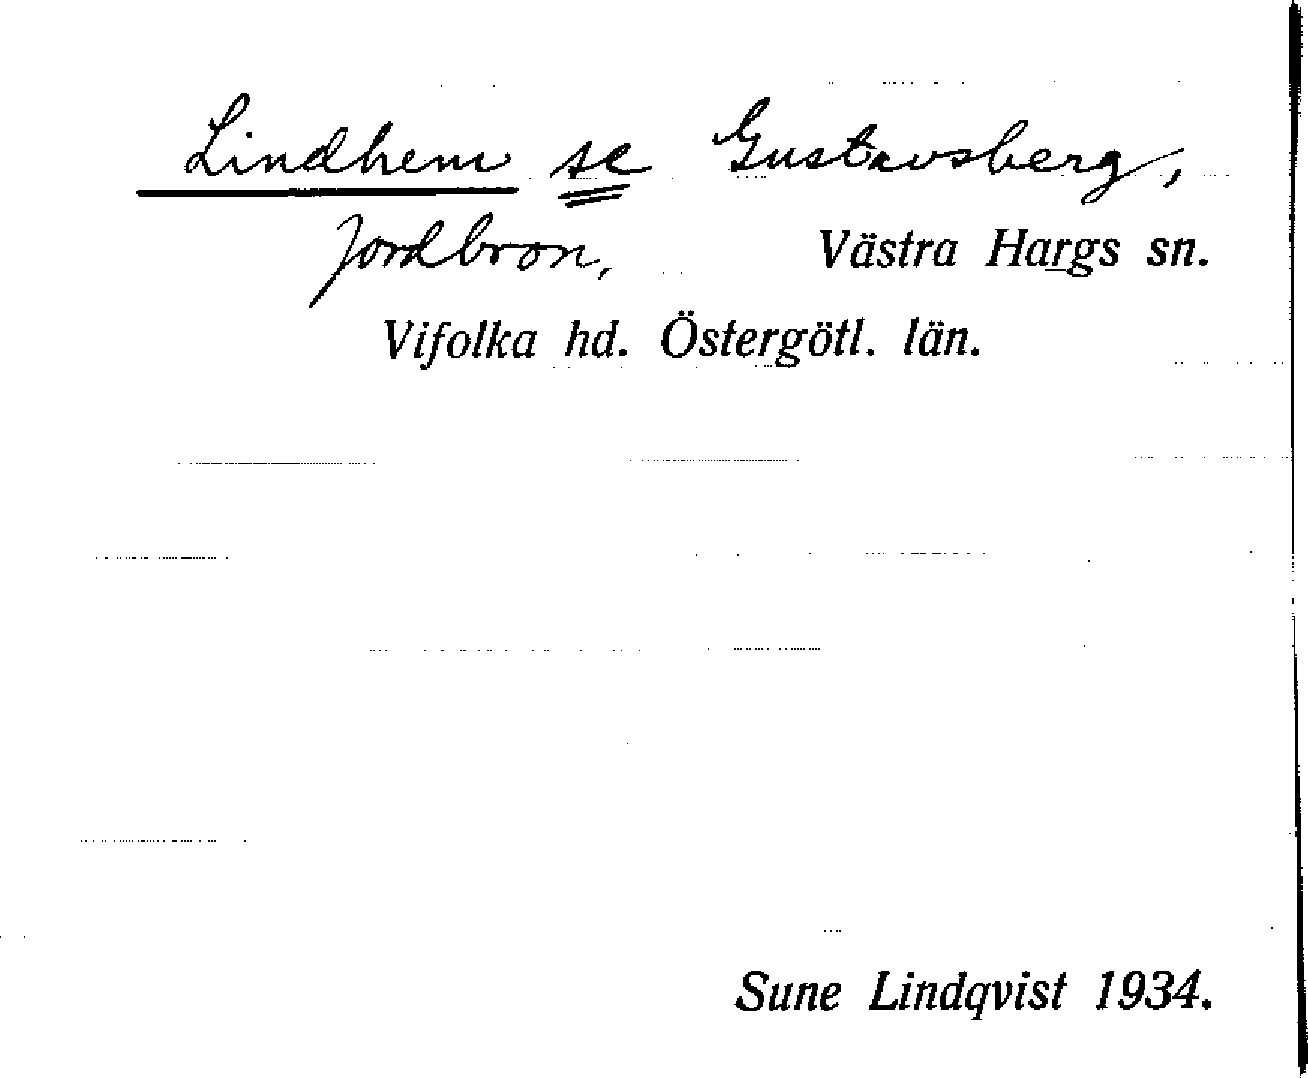 Lindhem se Gustavsberg,
Jordbron, Västra Hargs sn.
Vifolka hd. Östergötl. län.
Sune Lindqvist 1934.